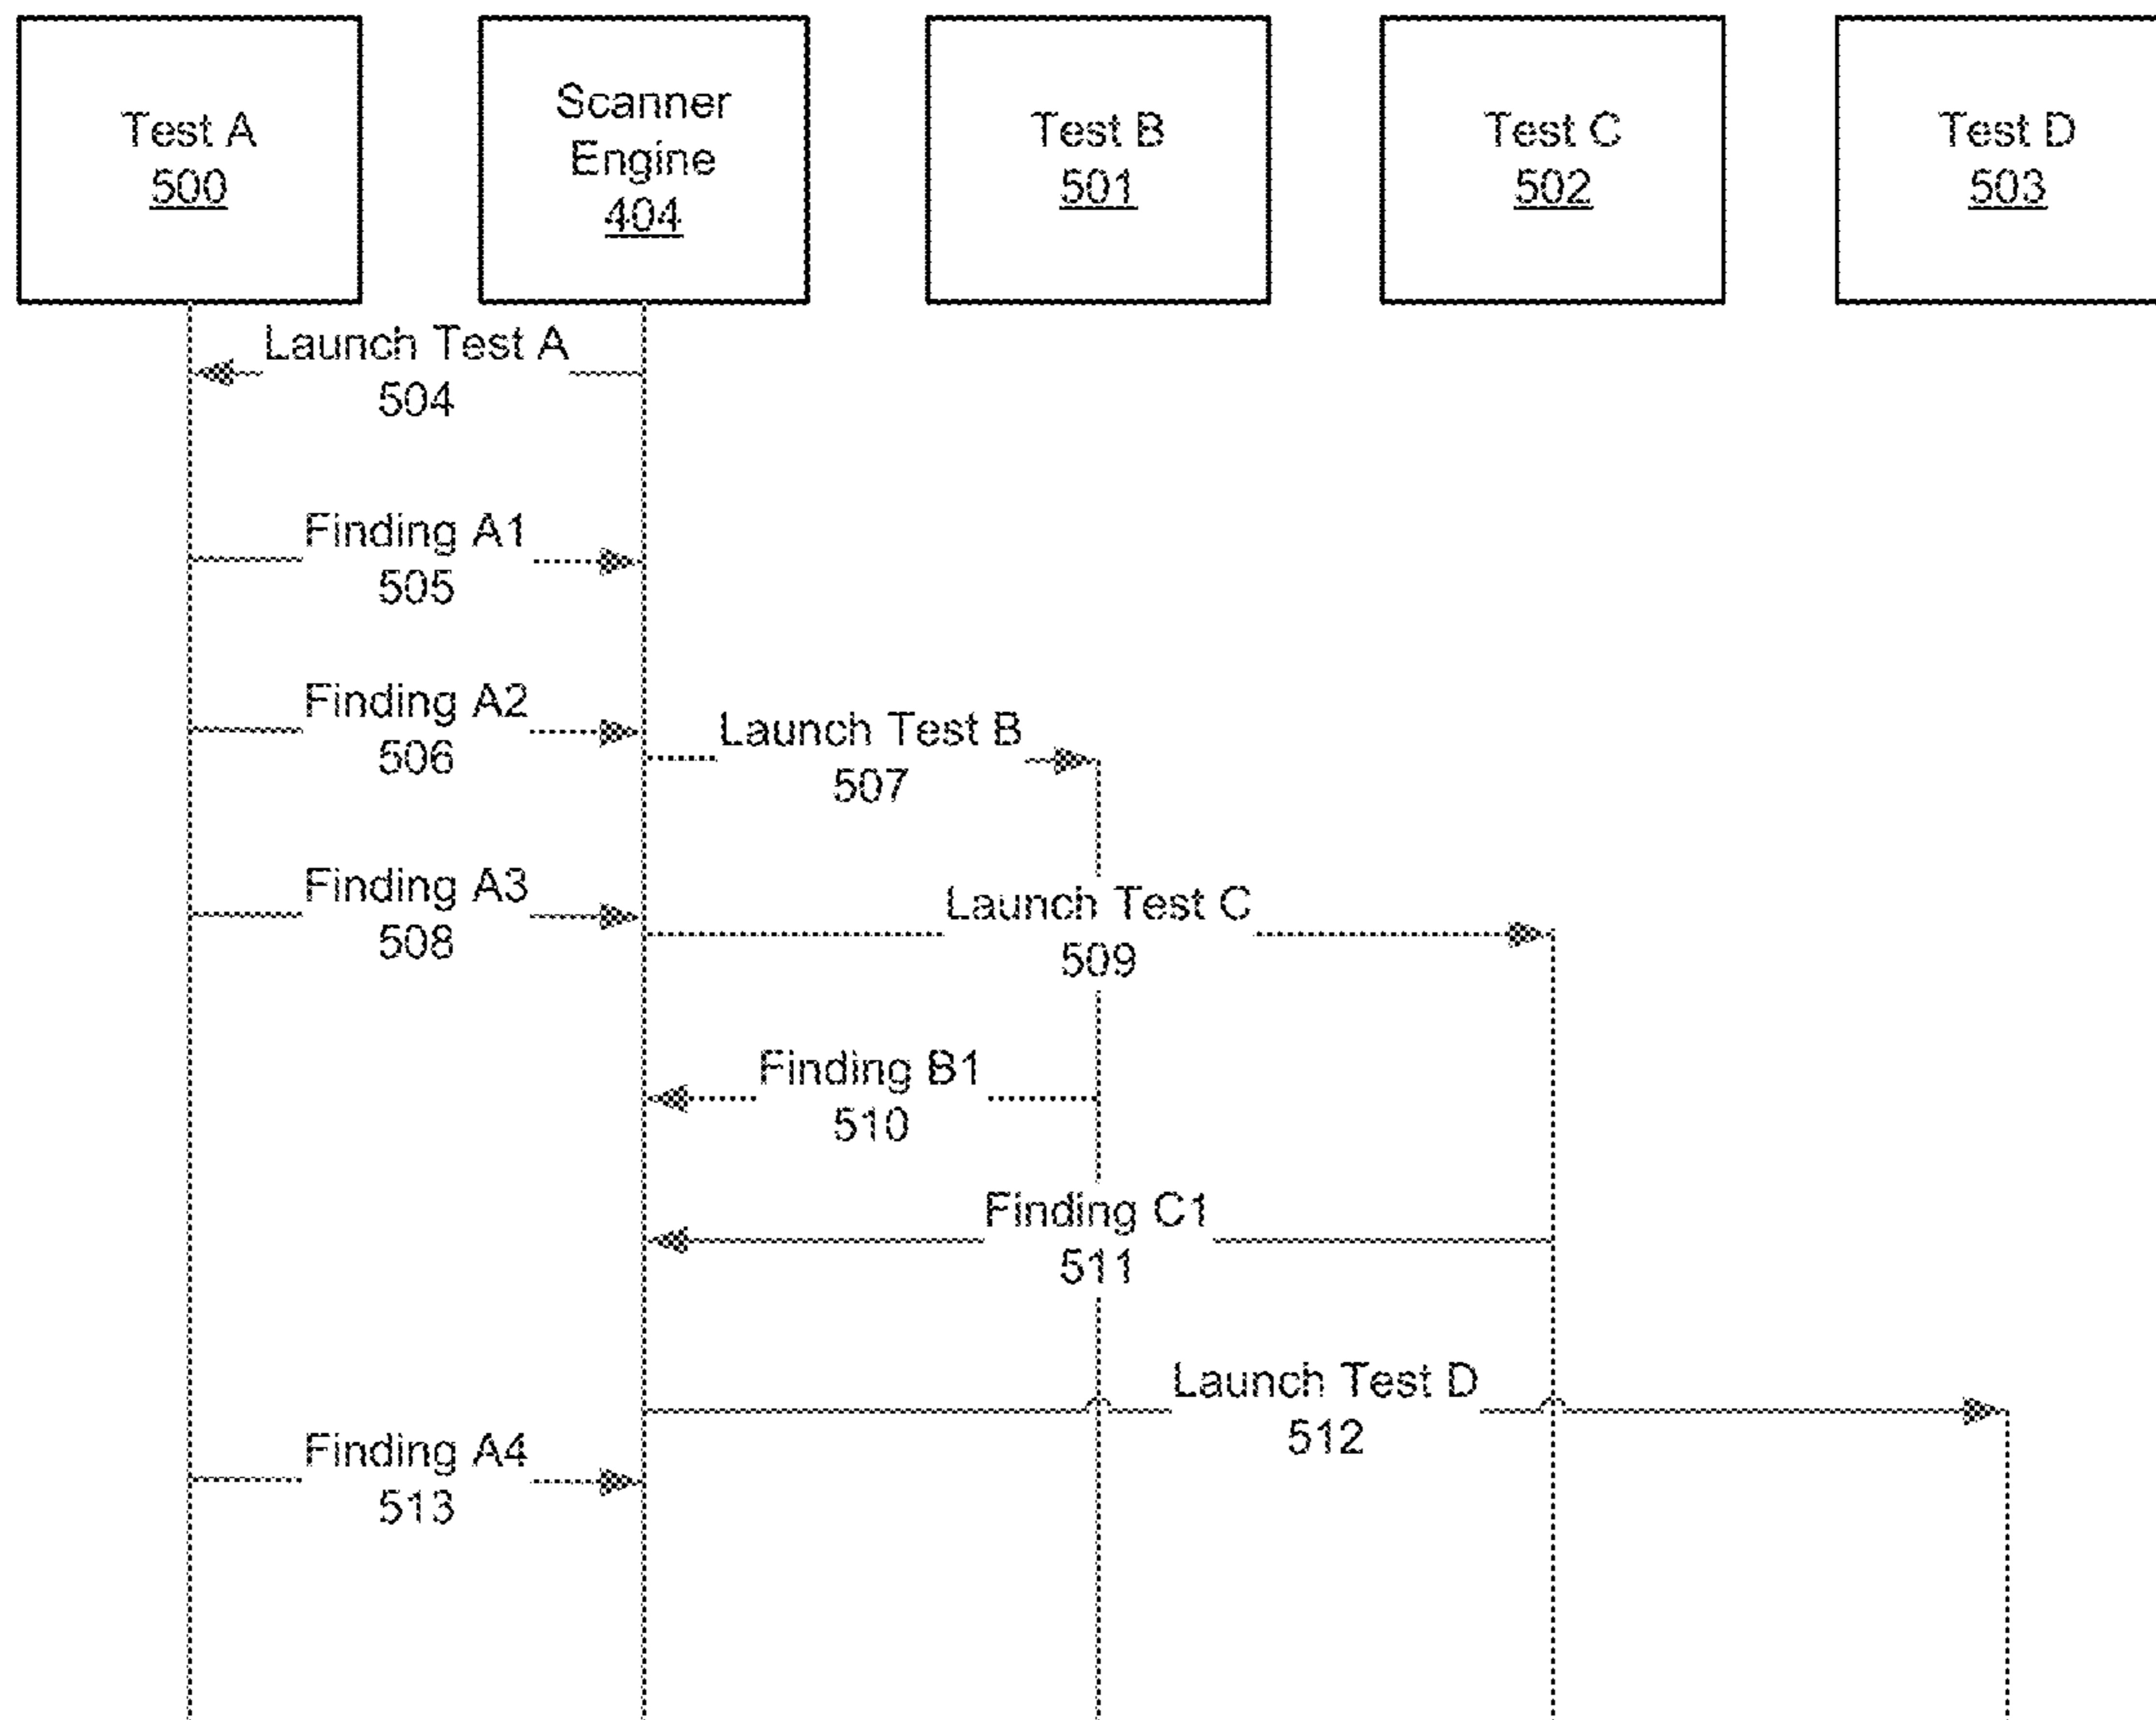 Test A
500
Scanner
Engine
404
Test B
501
Test C
502
Test D
503
Launch Test A
504
Finding A1
505
Finding A2
506
Launch Test B
507
Finding A3
508
Launch Test C
509
Finding B1
510
Finding C1
511
Launch Test D
512
Finding A4
513